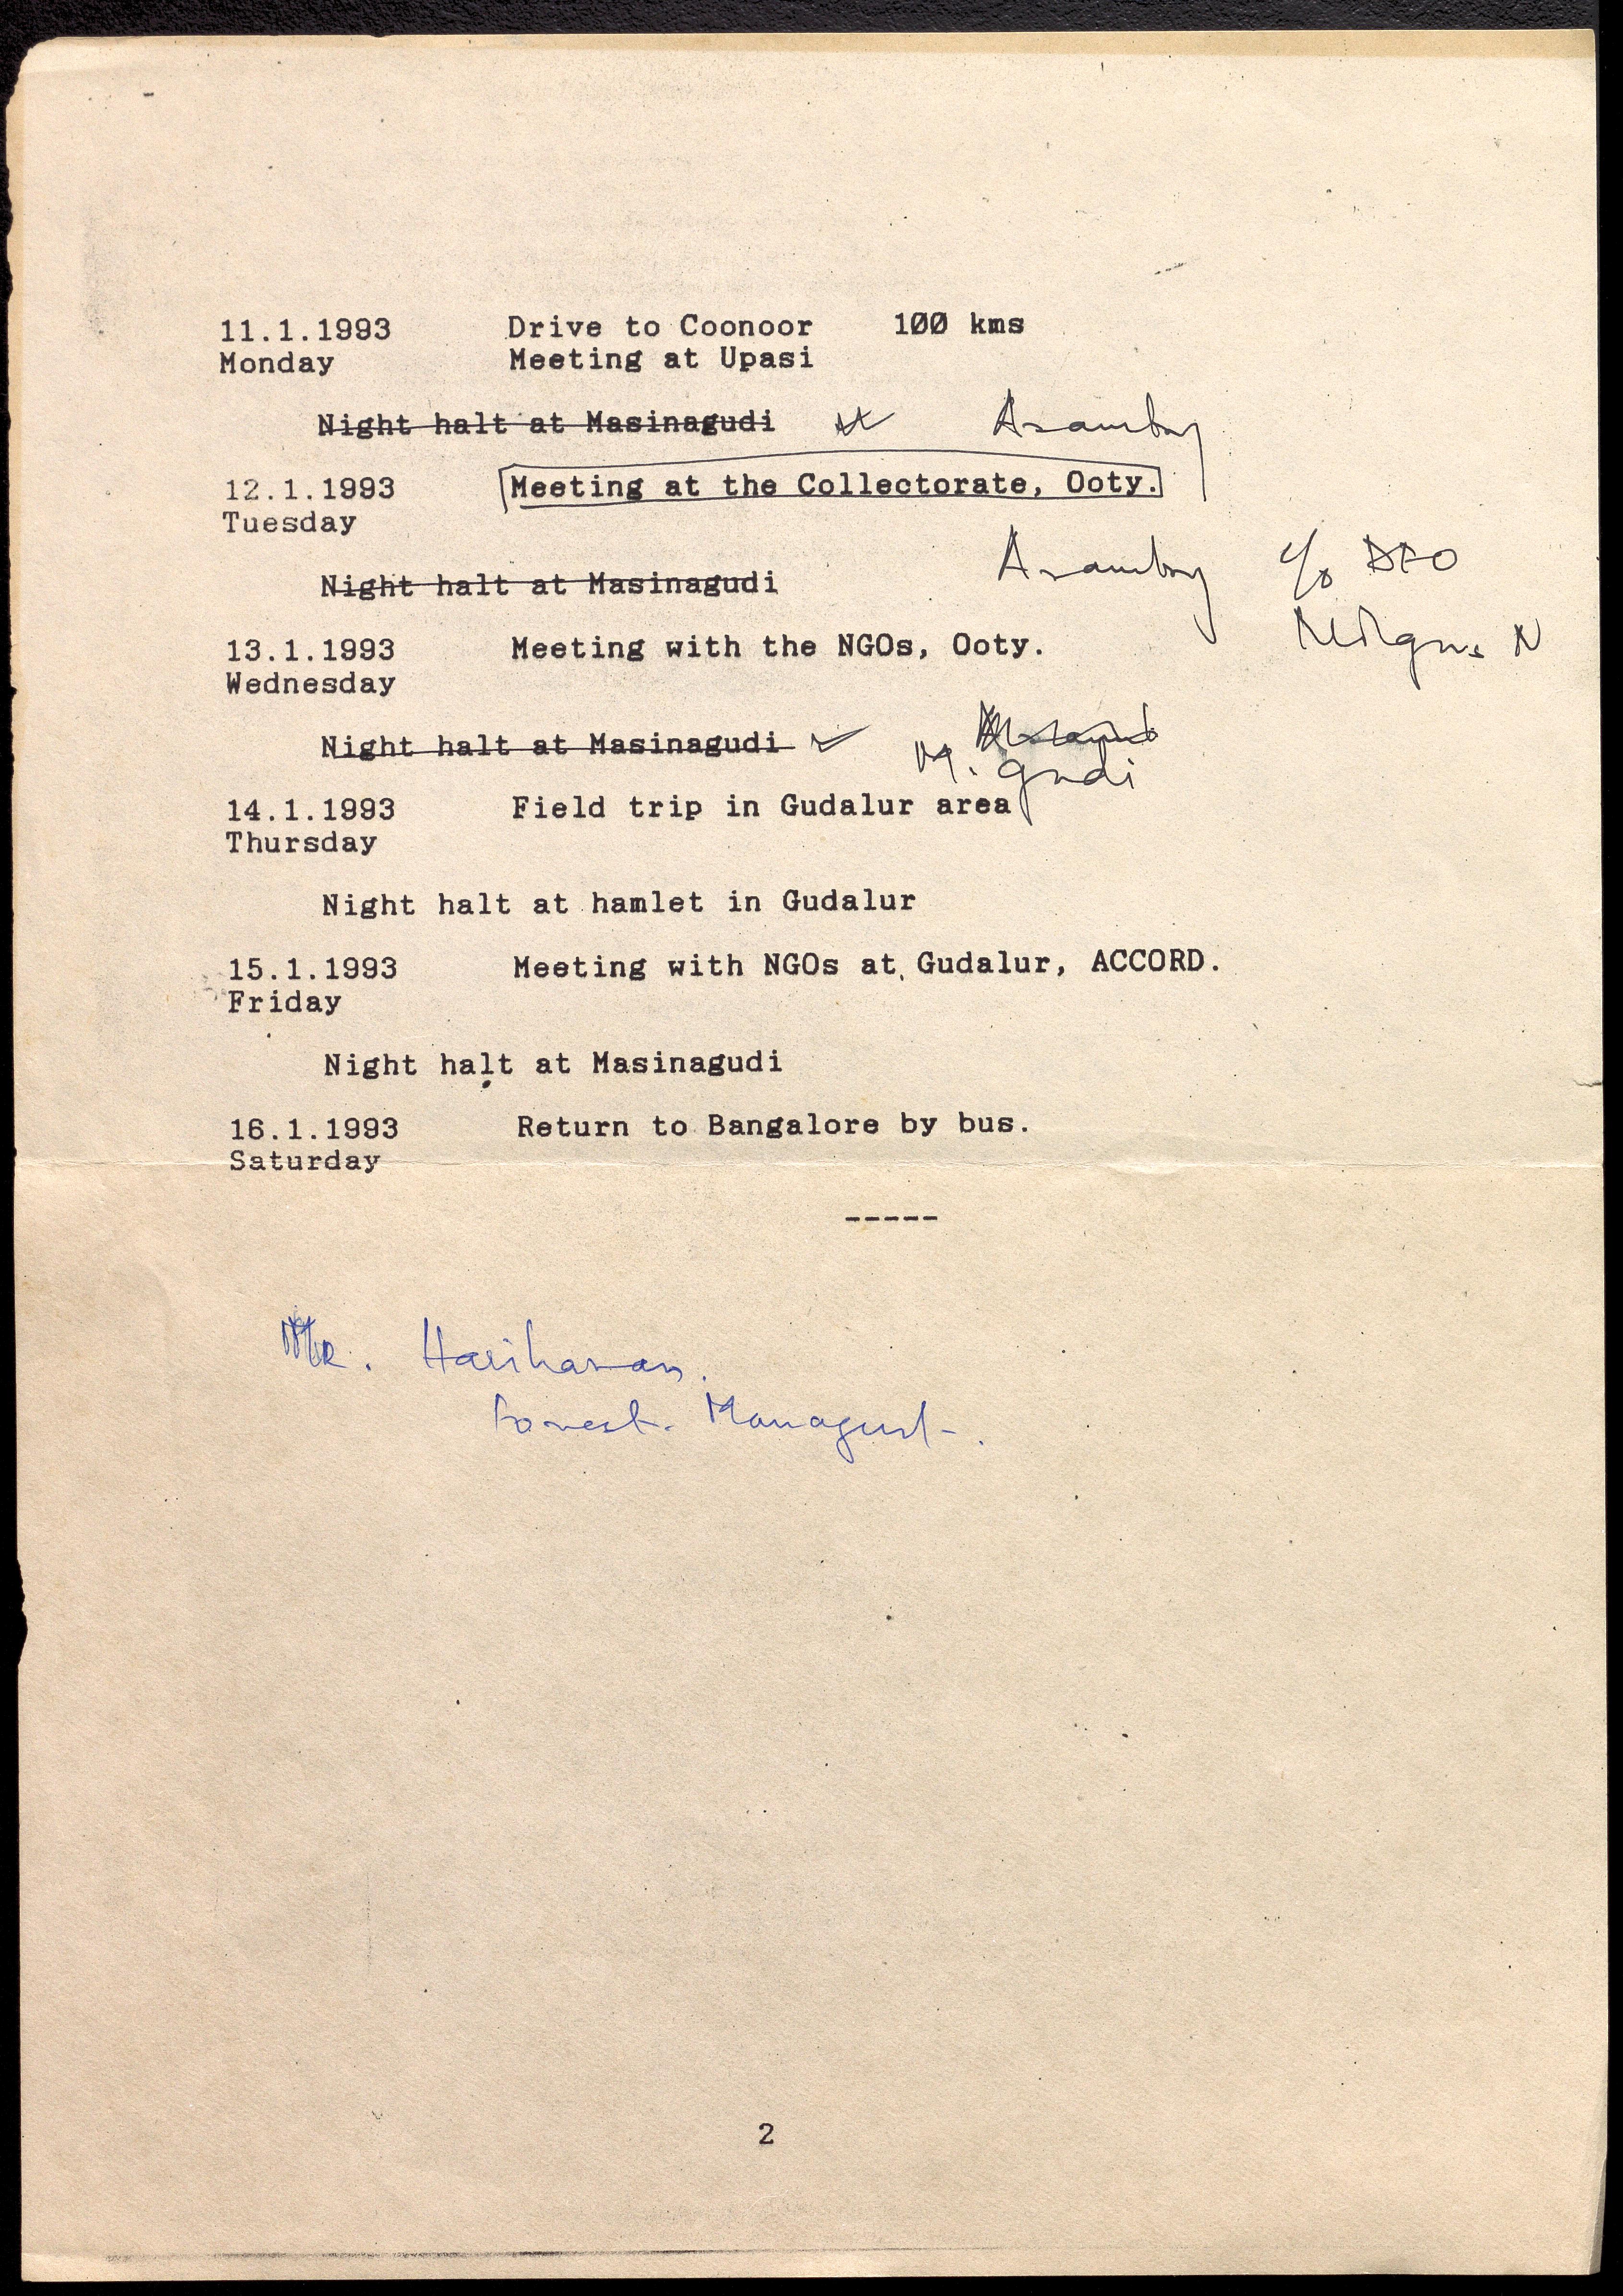 11.1.1993 Drive to Coonoor 100 kms
Monday Meeting at Upasi
Night halt at Masinagudi
12.1.1993 Meeting at the Collectorate, Ooty.
Tuesday
c/o DFO
Night halt at Masinagudi
N
13.1.1993 Meeting with the NGOs, Ooty.
Wednesday
Night halt at Masinagudi M. gudi
14.1.1993 Field trip in Gudalur area
Thursday
Night halt at hamlet in Gudalur
15.1.1993 Meeting with NGOs at Gudalur, ACCORD.
Friday
Night halt at Masinagudi
16.1.1993 Return to Bangalore by bus.
Saturday
-----
Mr. Hariharan.
Forest. Managemt.
2